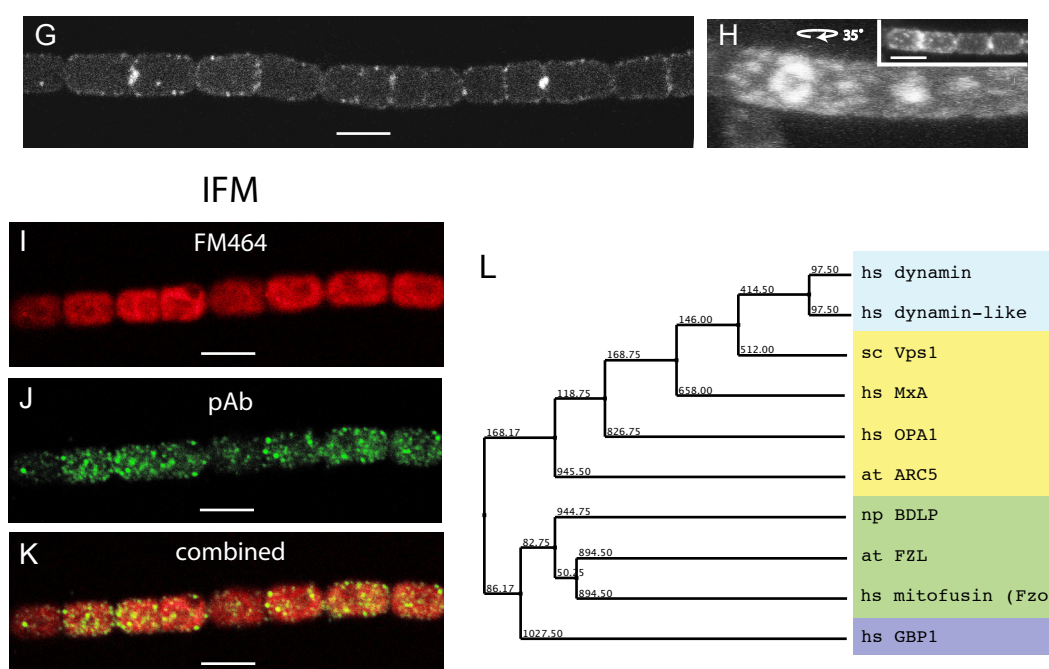 G
H
35°
IFM
I
FM464
J
pAb
K
combined
L
97.50
hs dynamin
414.50
97.50
hs dynamin-like
146.00
512.00
sc Vps1
168.75
658.00
hs MxA
118.75
826.75
hs OPA1
168.17
945.50
at ARC5
944.75
np BDLP
82.75
894.50
at FZL
50.25
894.50
hs mitofusin (Fzo
86.17
1027.50
hs GBP1